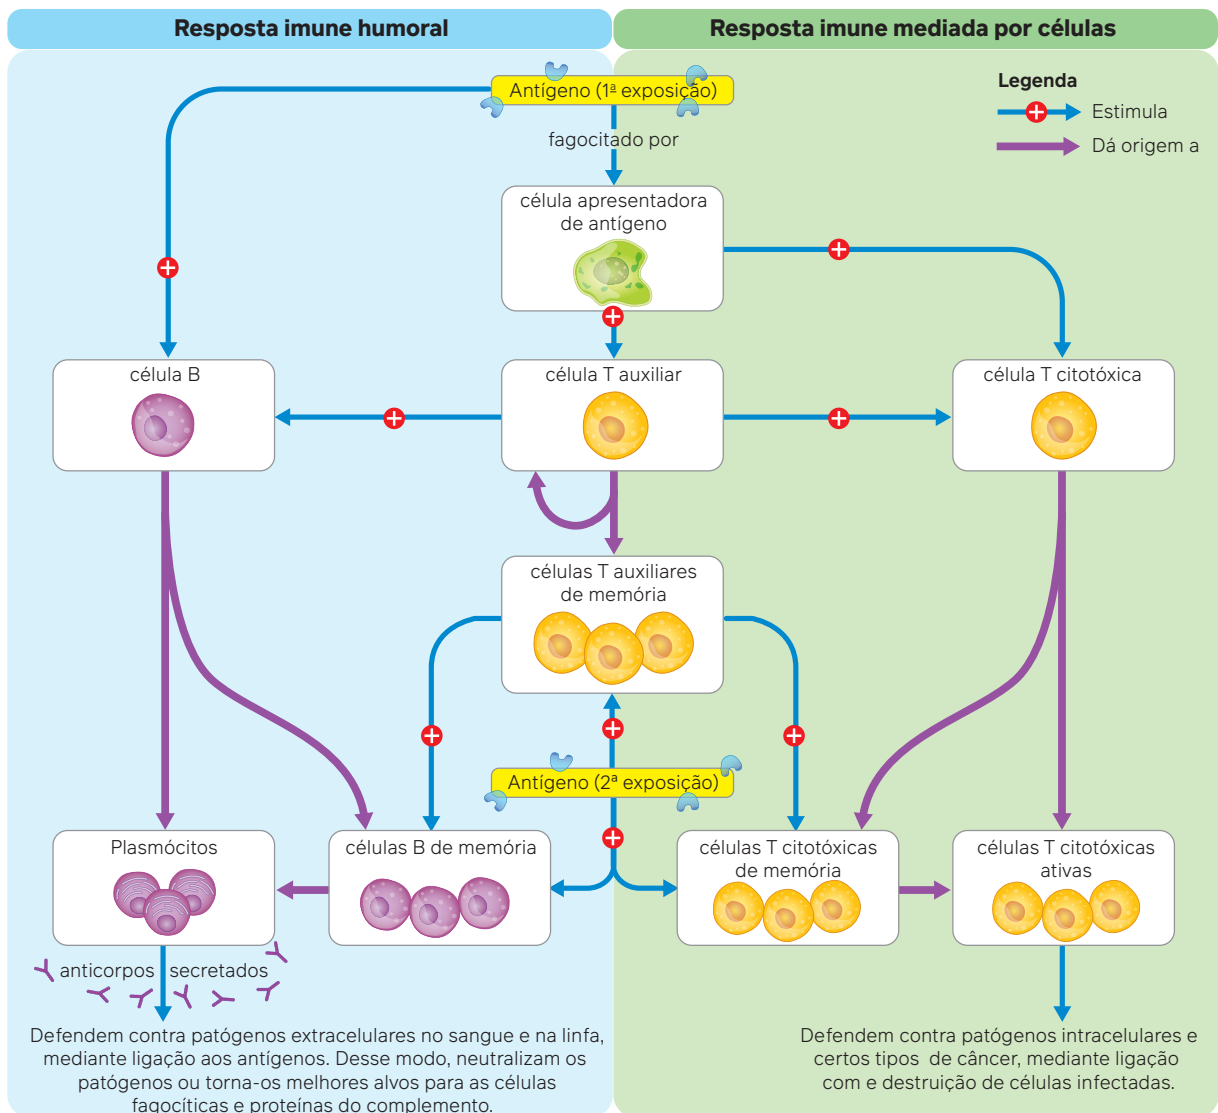 Resposta imune humoral
Resposta imune mediada por células
Antígeno (1ª exposição)
Legenda
Estimula
Dá origem a
fagocitado por
célula apresentadora
de antígeno
célula B
célula T auxiliar
célula T citotóxica
células T auxiliares
de memória
Antígeno (2ª exposição)
Plasmócitos
células B de memória
células T citotóxicas
de memória
células T citotóxicas
ativas
anticorpos secretados
Defendem contra patógenos extracelulares no sangue e na linfa,
mediante ligação aos antígenos. Desse modo, neutralizam os
patógenos ou torna-os melhores alvos para as células
fagocíticas e proteínas do complemento.
Defendem contra patógenos intracelulares e
certos tipos de câncer, mediante ligação
com e destruição de células infectadas.